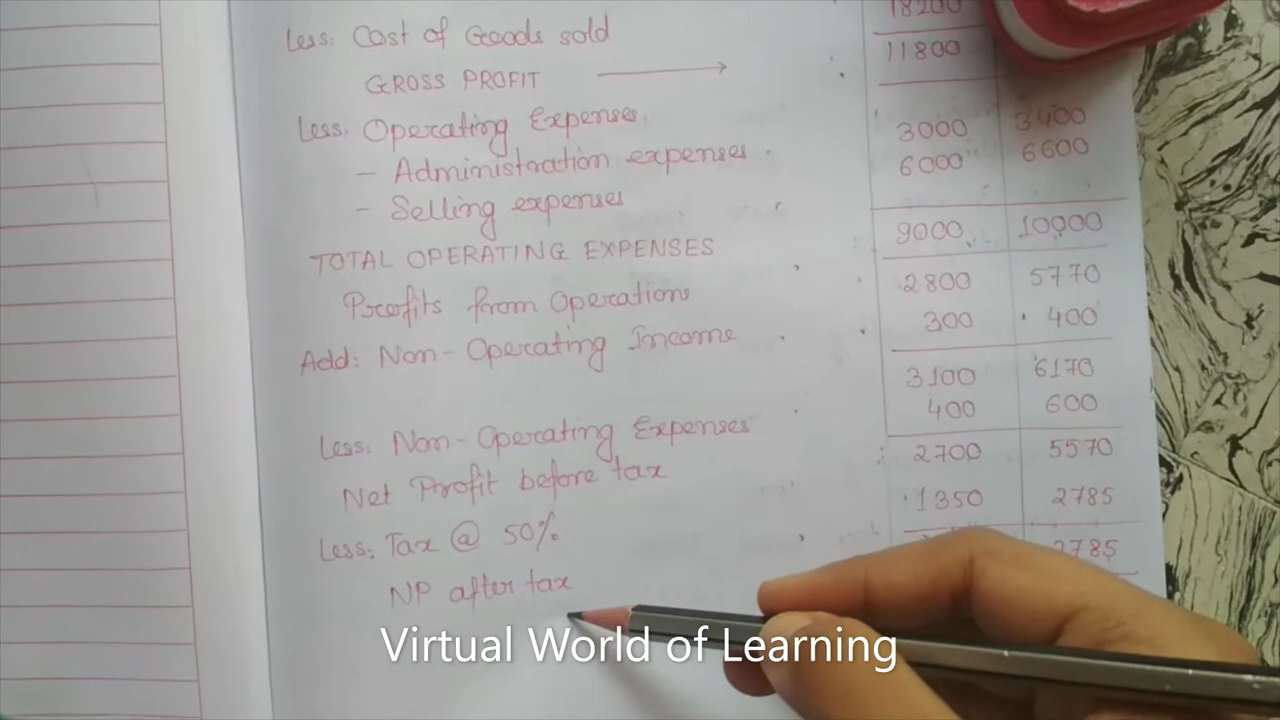 18200
Less: Cost of Goods sold
11800
GROSS PROFIT
Less: Operating Expenses
- Administration expenses 3000 3400
- Selling expenses 6000 6600
TOTAL OPERATING EXPENSES 9000 10000
Profits from Operations 2800 5770
Add: Non-Operating Income 300 400
3100 6170
Less: Non-Operating Expenses 400 600
Net Profit before tax 2700 5570
Less: Tax @ 50% 1350 2785
NP after tax 2785
Virtual World of Learning